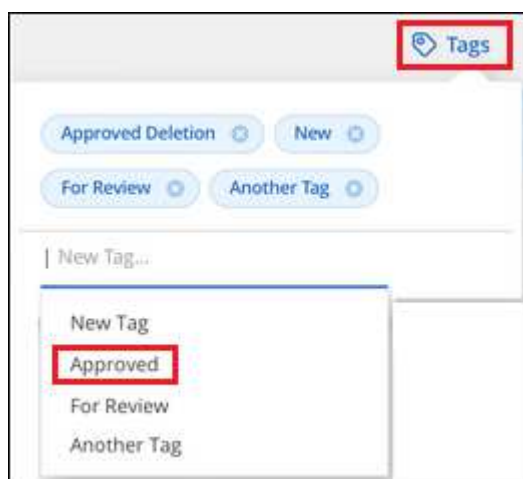 Tags
Approved Deletion New
For Review Another Tag
New Tag...
New Tag
Approved
For Review
Another Tag